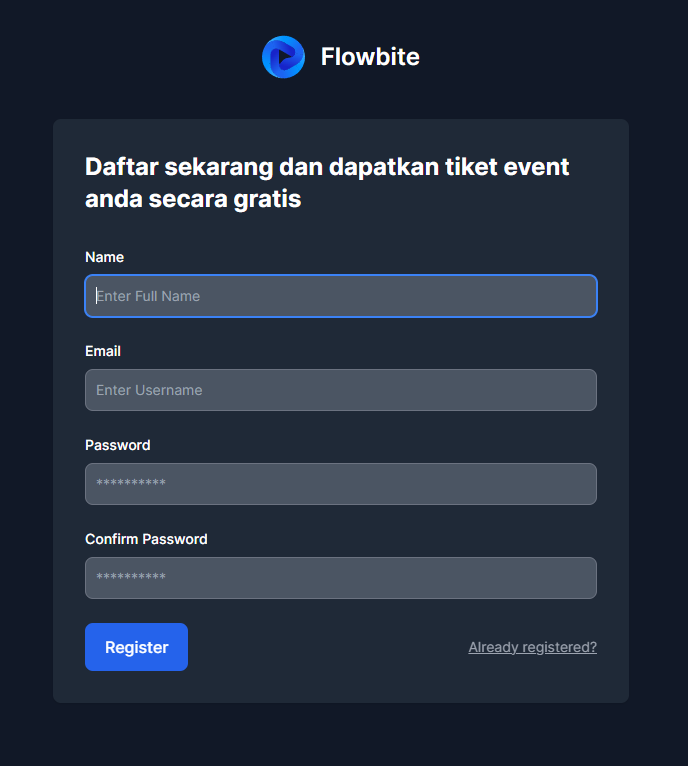 Flowbite
Daftar sekarang dan dapatkan tiket event
anda secara gratis
Name
Enter Full Name
Email
Enter Username
Password
**********
Confirm Password
**********
Register
Already registered?